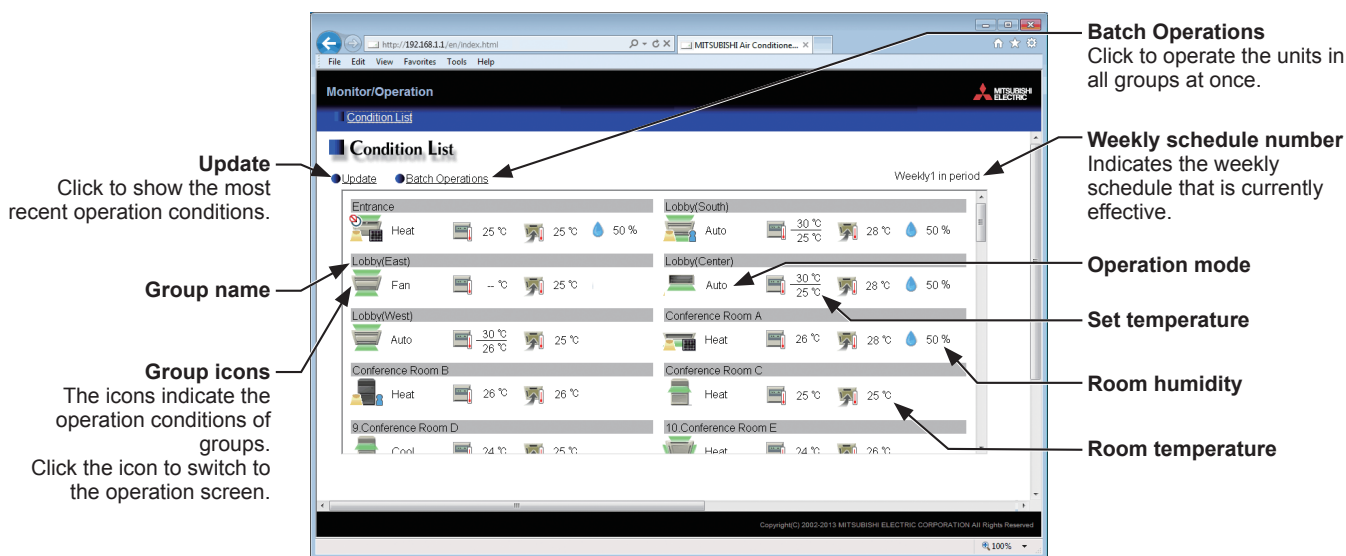 Batch Operations
Click to operate the units in
all groups at once.
Weekly schedule number
Indicates the weekly
schedule that is currently
effective.
Operation mode
Set temperature
Room humidity
Room temperature
Update
Click to show the most
recent operation conditions.
Group name
Group icons
The icons indicate the
operation conditions of
groups.
Click the icon to switch to
the operation screen.
http://192.168.1.1/en/index.html
MITSUBISHI Air Conditione...
File Edit View Favorites Tools Help
Monitor/Operation
MITSUBISHI
ELECTRIC
Condition List
Condition List
Update Batch Operations Weekly1 in period
Entrance
Heat 25 °C 25 °C 50 %
Lobby(South)
Auto 30 °C 25 °C 28 °C 50 %
Lobby(East)
Fan -- °C 25 °C
Lobby(Center)
Auto 30 °C 25 °C 28 °C 50 %
Lobby(West)
Auto 30 °C 26 °C 25 °C
Conference Room A
Heat 26 °C 28 °C 50 %
Conference Room B
Heat 26 °C 26 °C
Conference Room C
Heat 25 °C 25 °C
9.Conference Room D
Cool 24 °C 25 °C
10.Conference Room E
Heat 24 °C 26 °C
Copyright(C) 2002-2013 MITSUBISHI ELECTRIC CORPORATION All Rights Reserved
100%